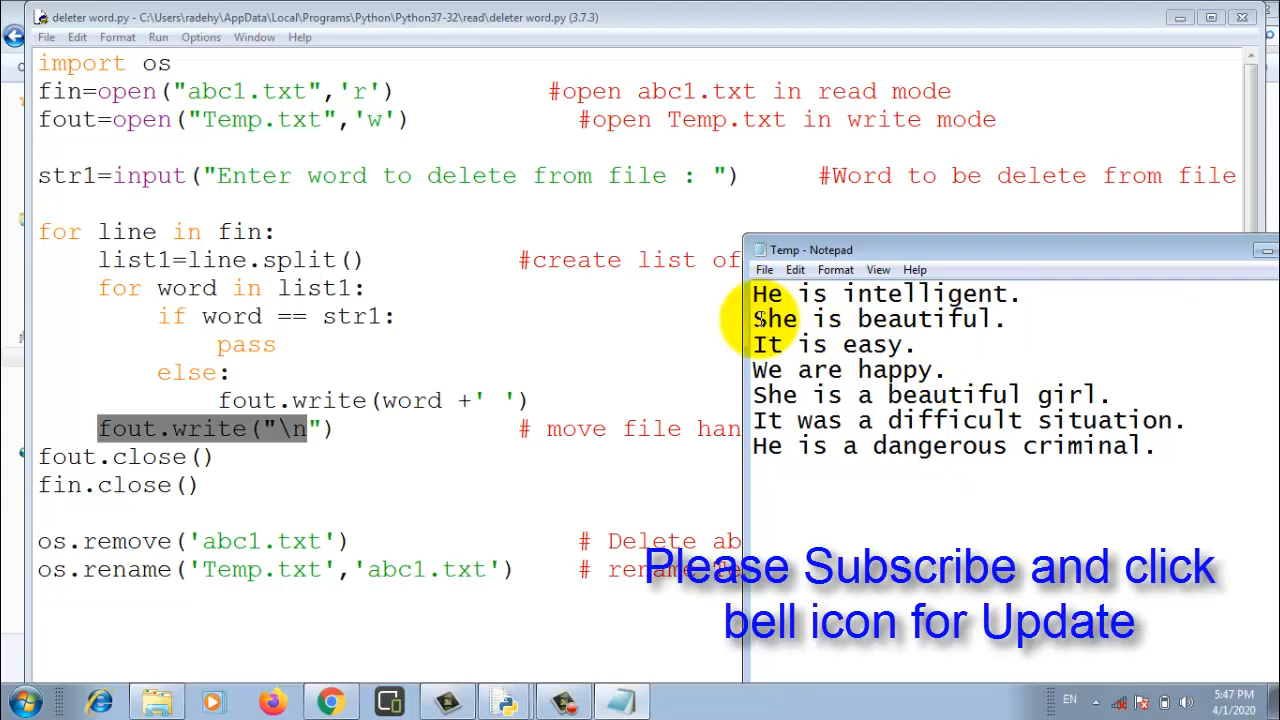 deleter word.py - C:\Users\radehy\AppData\Local\Programs\Python\Python37-32\read\deleter word.py (3.7.3)
File Edit Format Run Options Window Help
import os
fin=open("abc1.txt",'r') #open abc1.txt in read mode
fout=open("Temp.txt",'w') #open Temp.txt in write mode
str1=input("Enter word to delete from file : ") #Word to be delete from file
for line in fin:
list1=line.split() #create list of
for word in list1:
if word == str1:
pass
else:
fout.write(word +' ')
fout.write("\n") # move file han
fout.close()
fin.close()
os.remove('abc1.txt') # Delete ab
os.rename('Temp.txt','abc1.txt') #
Temp - Notepad
File Edit Format View Help
He is intelligent.
She is beautiful.
It is easy.
We are happy.
She is a beautiful girl.
It was a difficult situation.
He is a dangerous criminal.
Please Subscribe and click
bell icon for Update
EN
5:47 PM
4/1/2020